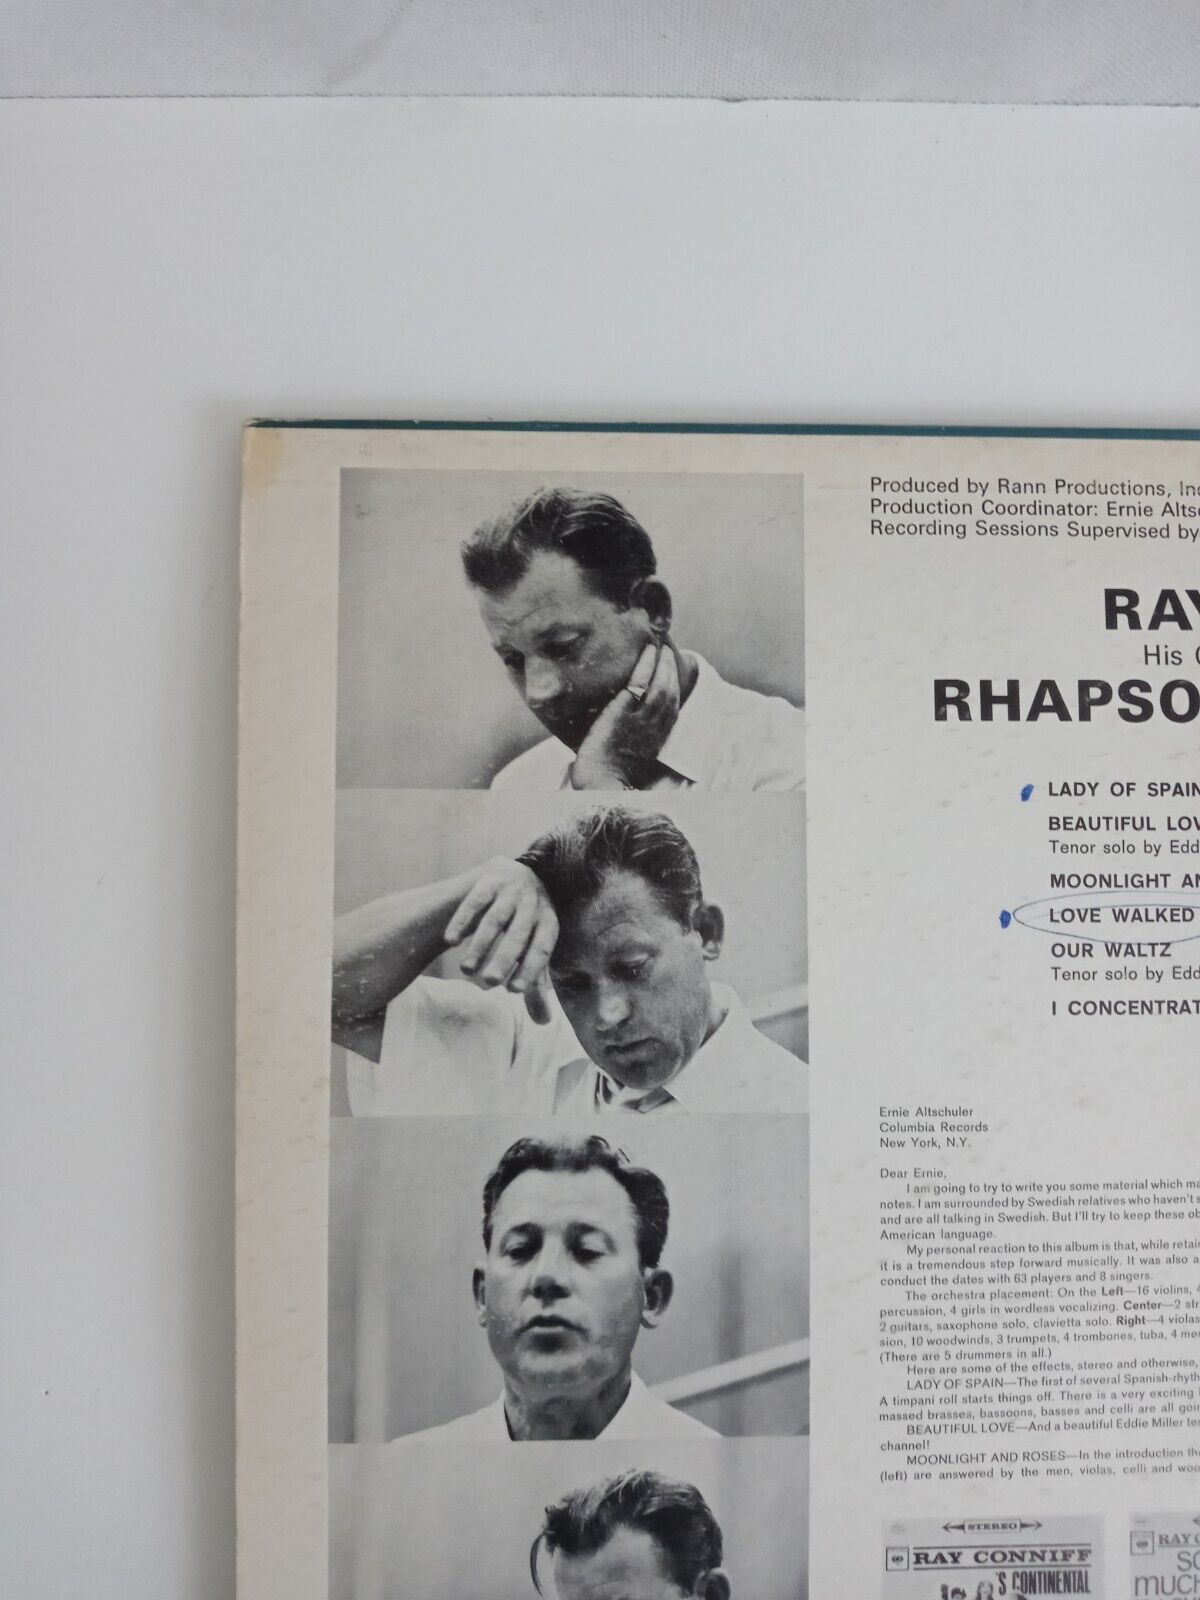 Produced by Rann Productions, Inc
Production Coordinator: Ernie Altsc
Recording Sessions Supervised by
RAY
His
RHAPSO
LADY OF SPAIN
BEAUTIFUL LOV
Tenor solo by Edd
MOONLIGHT AN
LOVE WALKED
OUR WALTZ
Tenor solo by Edd
I CONCENTRAT
Ernie Altschuler
Columbia Records
New York, N.Y.
Dear Ernie,
I am going to try to write you some material which ma
notes. I am surrounded by Swedish relatives who haven't s
and are all talking in Swedish. But I'll try to keep these ob
American language.
My personal reaction to this album is that, while retai
it is a tremendous step forward musically. It was also a
conduct the dates with 63 players and 8 singers.
The orchestra placement: On the Left—16 violins, 4
percussion, 4 girls in wordless vocalizing. Center—2 str
2 guitars, saxophone solo, clavietta solo. Right—4 violas
sion, 10 woodwinds, 3 trumpets, 4 trombones, tuba, 4 me
(There are 5 drummers in all.)
Here are some of the effects, stereo and otherwise,
LADY OF SPAIN—The first of several Spanish-rhyth
A timpani roll starts things off. There is a very exciting
massed brasses, bassoons, basses and celli are all goi
BEAUTIFUL LOVE—And a beautiful Eddie Miller ten
channel!
MOONLIGHT AND ROSES—In the introduction the
(left) are answered by the men, violas, celli and woo
STEREO
RAY CONNIFF
'S CONTINENTAL
RAY C
SO
MUCH